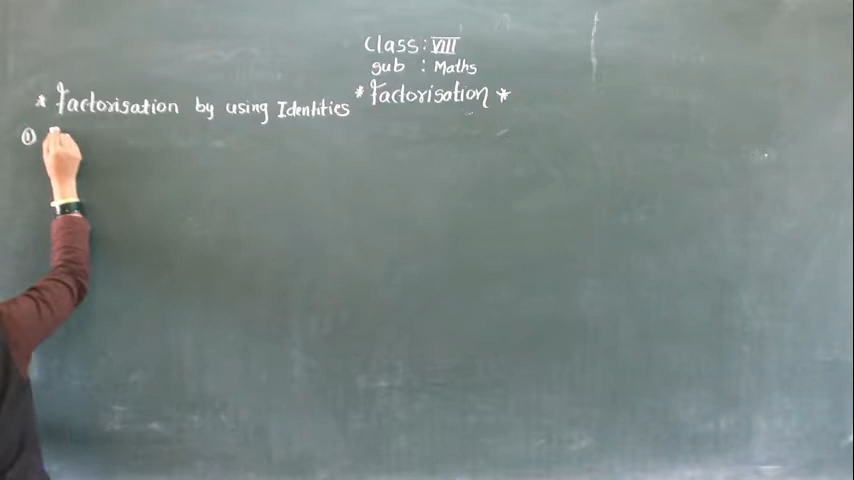 Class: VIII
sub : Maths
* Factorisation *
* Factorisation by using Identities
①